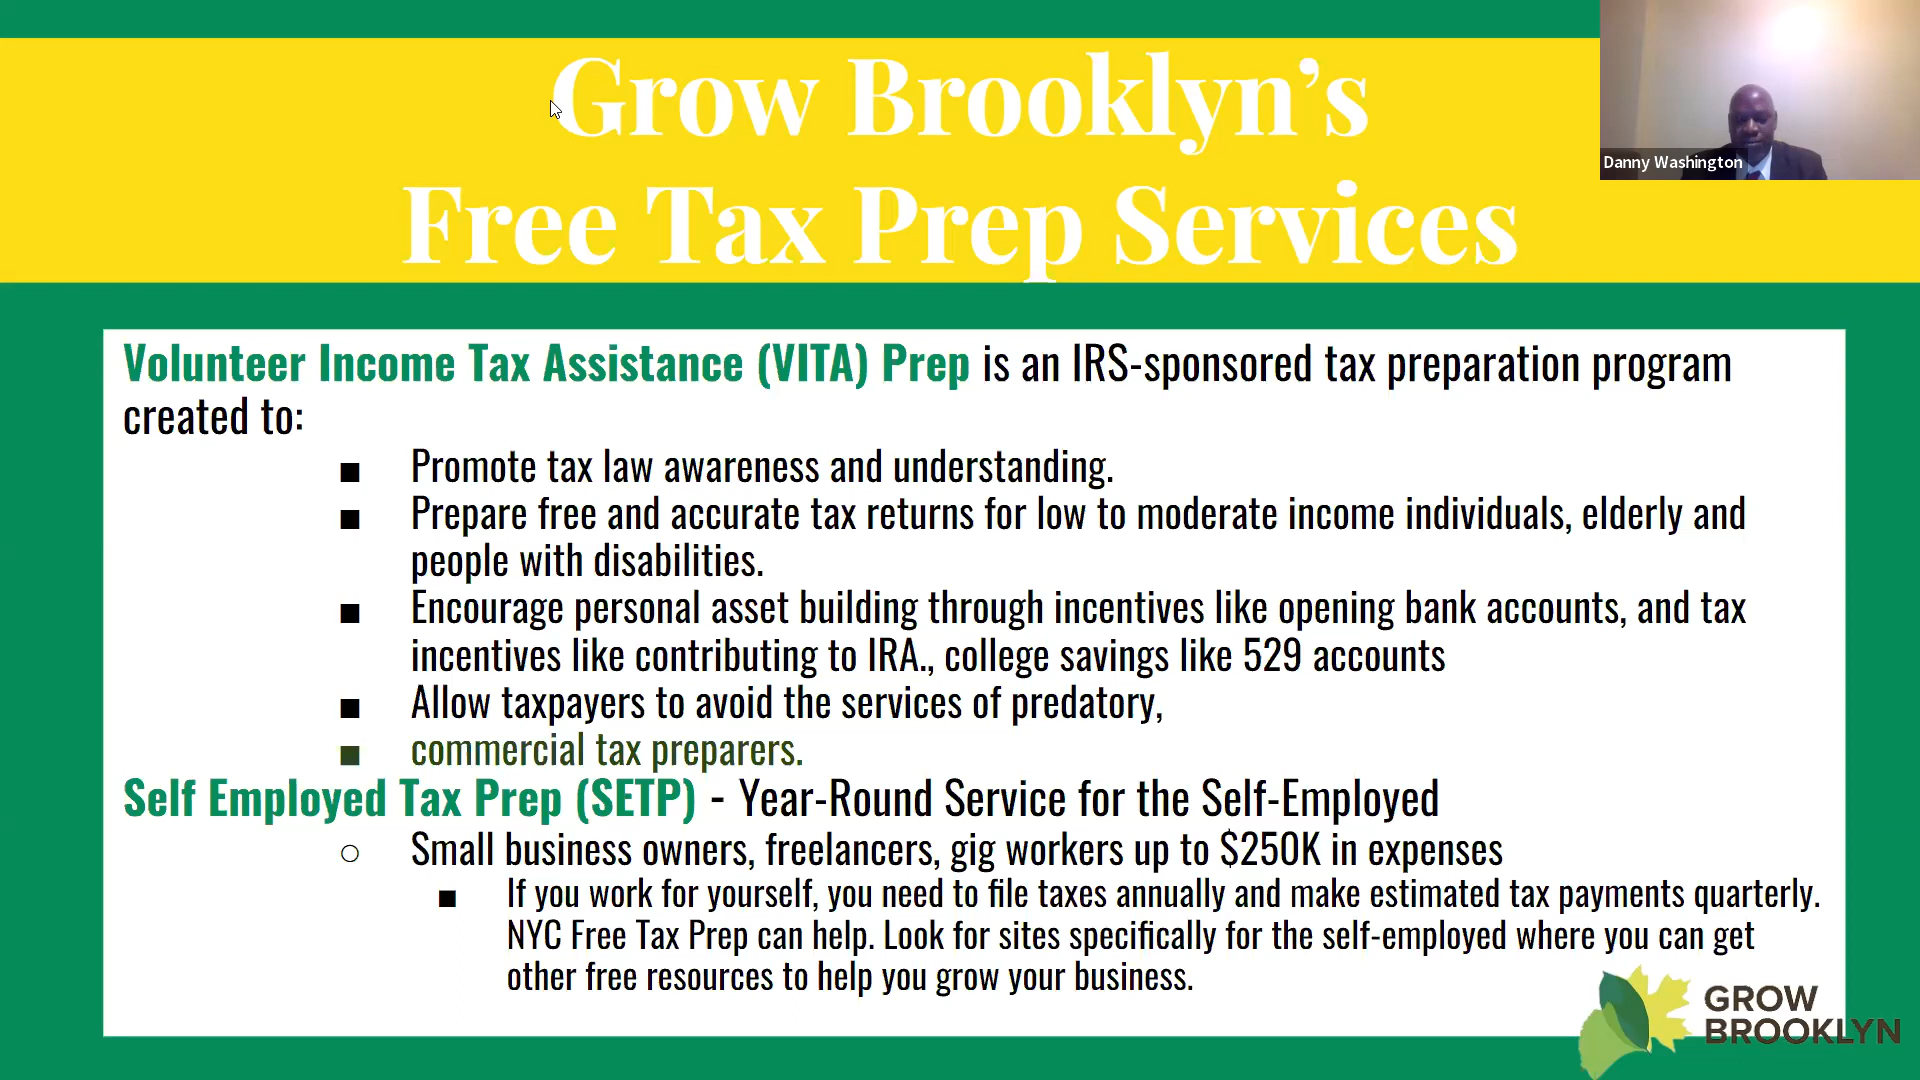 Grow Brooklyn’s
Free Tax Prep Services
Danny Washington
Volunteer Income Tax Assistance (VITA) Prep is an IRS-sponsored tax preparation program
created to:
■ Promote tax law awareness and understanding.
■ Prepare free and accurate tax returns for low to moderate income individuals, elderly and
people with disabilities.
■ Encourage personal asset building through incentives like opening bank accounts, and tax
incentives like contributing to IRA., college savings like 529 accounts
■ Allow taxpayers to avoid the services of predatory,
■ commercial tax preparers.
Self Employed Tax Prep (SETP) - Year-Round Service for the Self-Employed
○ Small business owners, freelancers, gig workers up to $250K in expenses
■ If you work for yourself, you need to file taxes annually and make estimated tax payments quarterly.
NYC Free Tax Prep can help. Look for sites specifically for the self-employed where you can get
other free resources to help you grow your business.
GROW
BROOKLYN